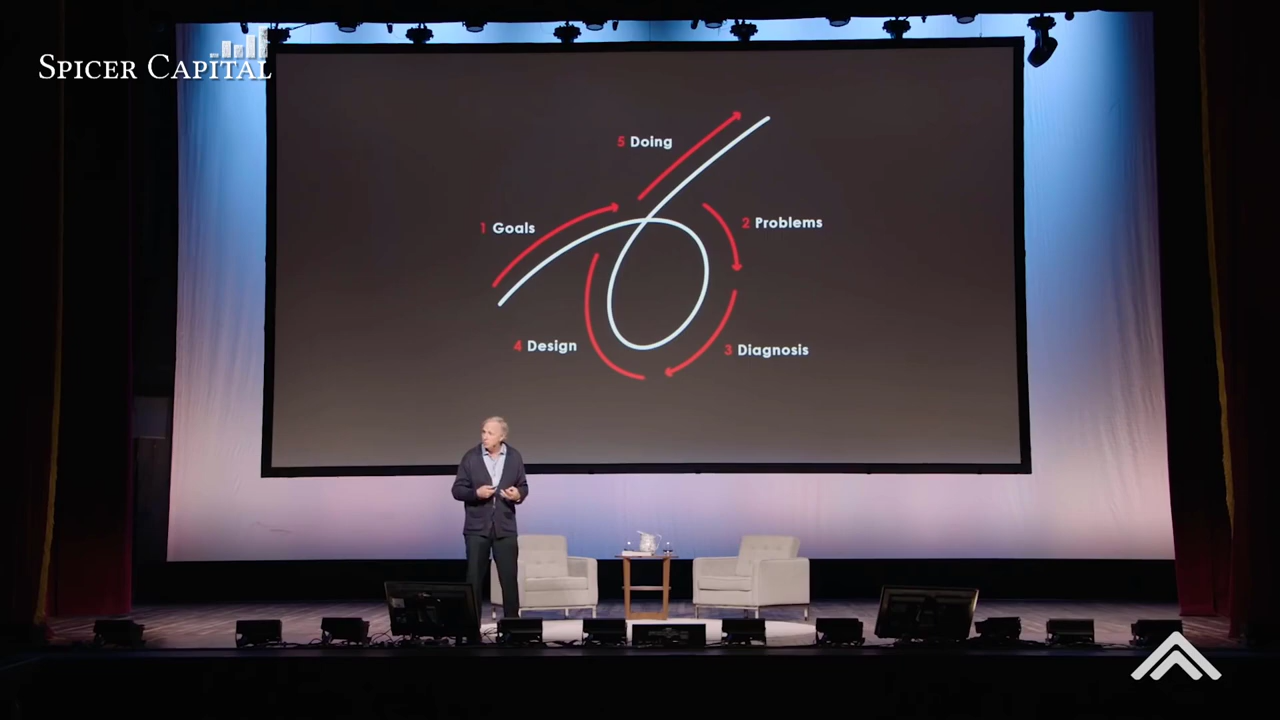 SPICER CAPITAL
5 Doing
1 Goals
2 Problems
4 Design
3 Diagnosis